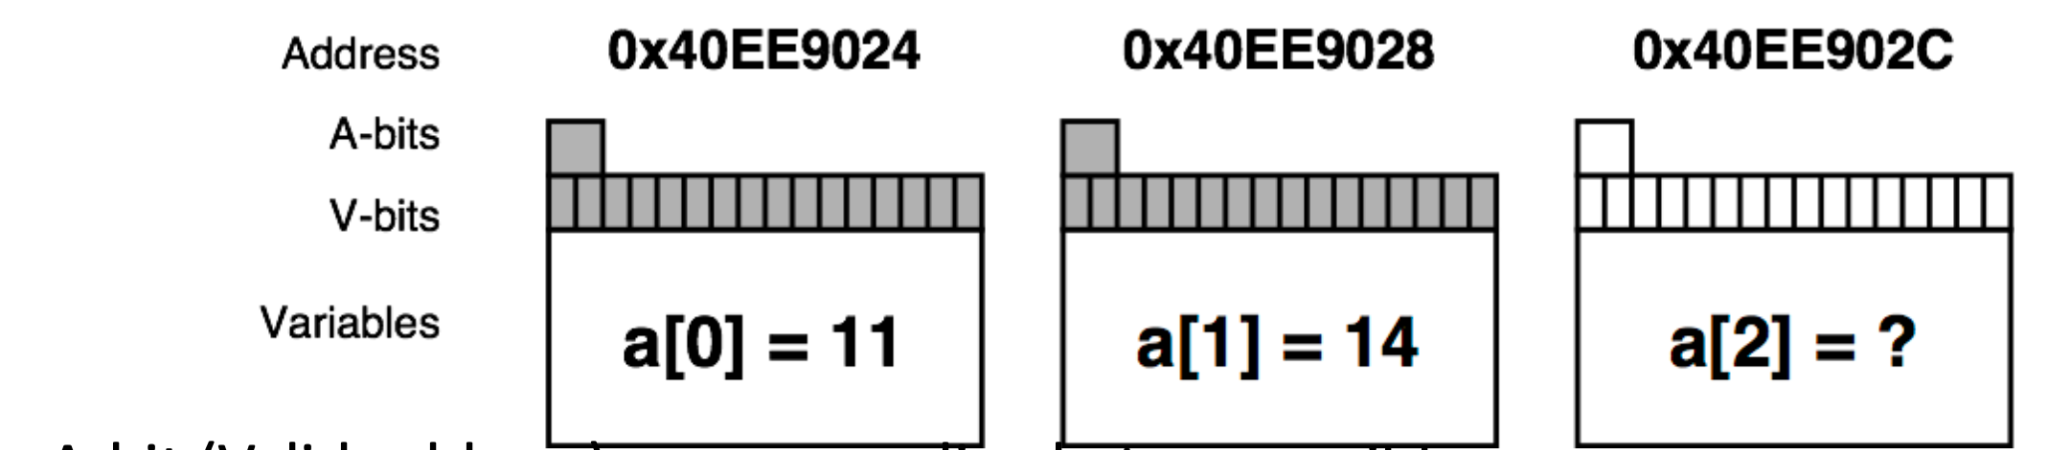 Address 0x40EE9024 0x40EE9028 0x40EE902C
A-bits
V-bits
Variables a[0] = 11 a[1] = 14 a[2] = ?